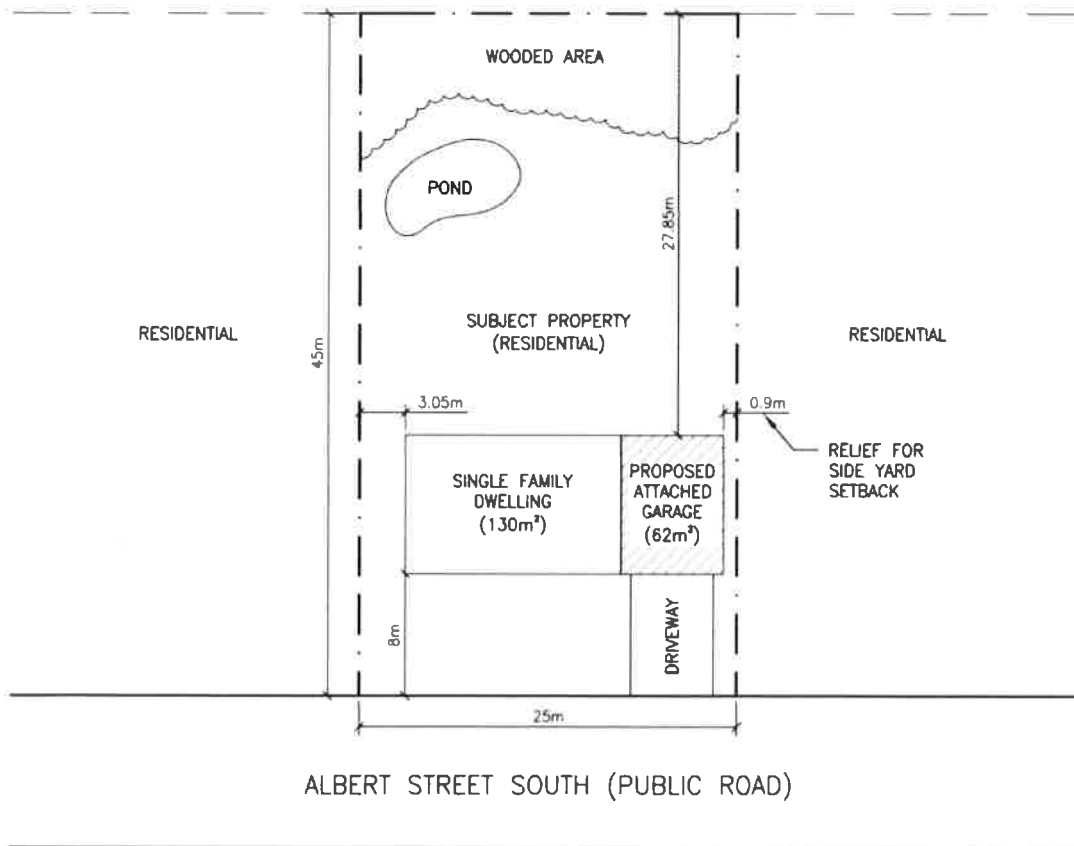 WOODED AREA
POND
27.85m
RESIDENTIAL
SUBJECT PROPERTY
(RESIDENTIAL)
RESIDENTIAL
45m
3.05m
0.9m
RELIEF FOR
SIDE YARD
SETBACK
SINGLE FAMILY
DWELLING
(130m²)
PROPOSED
ATTACHED
GARAGE
(62m²)
8m
DRIVEWAY
25m
ALBERT STREET SOUTH (PUBLIC ROAD)